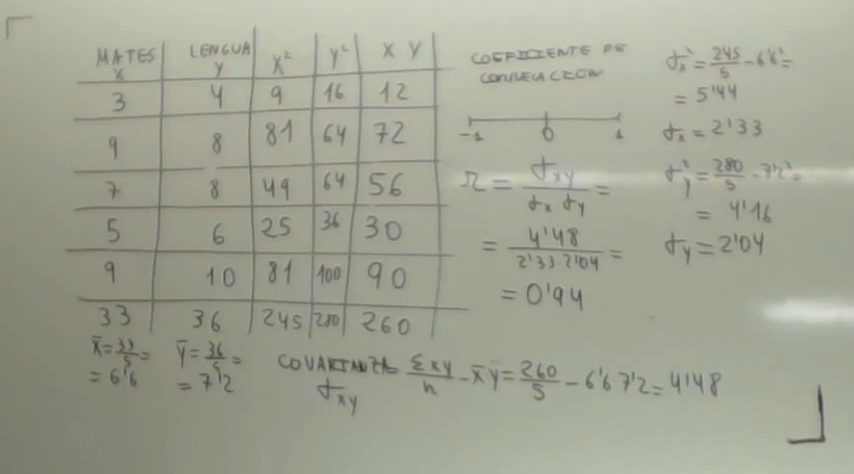 MATES X LENGUA Y X² Y² X Y
3 4 9 16 12
9 8 81 64 72
7 8 49 64 56
5 6 25 36 30
9 10 81 100 90
33 36 245 280 260
x̄ = 33/5 =
= 6'6
ȳ = 36/5 =
= 7'2
COVARIANZA = Σxy/n - x̄ ȳ = 260/5 - 6'6 7'2 = 4'48
σxy
COEFICIENTE DE
CORRELACIÓN
-1 0 1
r = σxy/σx σy =
= 4'48/2'33·2'04 =
= 0'94
σx² = 245/5 - 6'6² =
= 5'44
σx = 2'33
σy² = 280/5 - 7'2² =
= 4'16
σy = 2'04